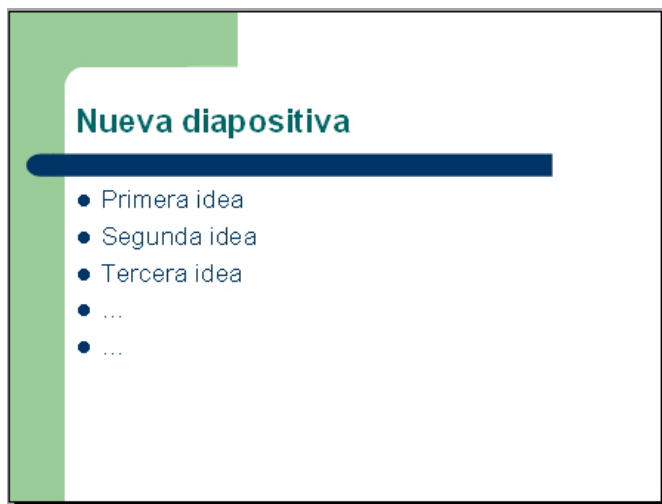 Nueva diapositiva
Primera idea
Segunda idea
Tercera idea
...
...